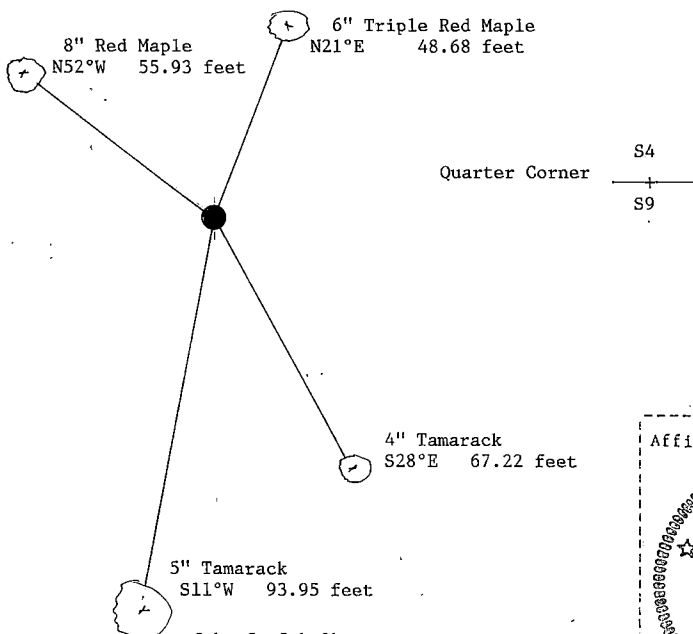 6" Triple Red Maple
N21°E 48.68 feet
8" Red Maple
N52°W 55.93 feet
S4
Quarter Corner
S9
4" Tamarack
S28°E 67.22 feet
Affi
5" Tamarack
S11°W 93.95 feet